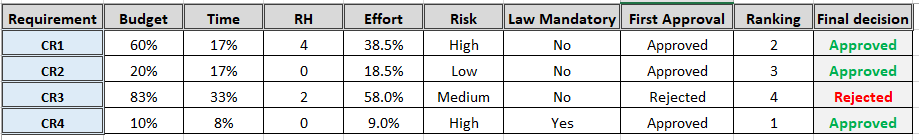 Requirement Budget Time RH Effort Risk Law Mandatory First Approval Ranking Final decision
CR1 60% 17% 4 38.5% High No Approved 2 Approved
CR2 20% 17% 0 18.5% Low No Approved 3 Approved
CR3 83% 33% 2 58.0% Medium No Rejected 4 Rejected
CR4 10% 8% 0 9.0% High Yes Approved 1 Approved